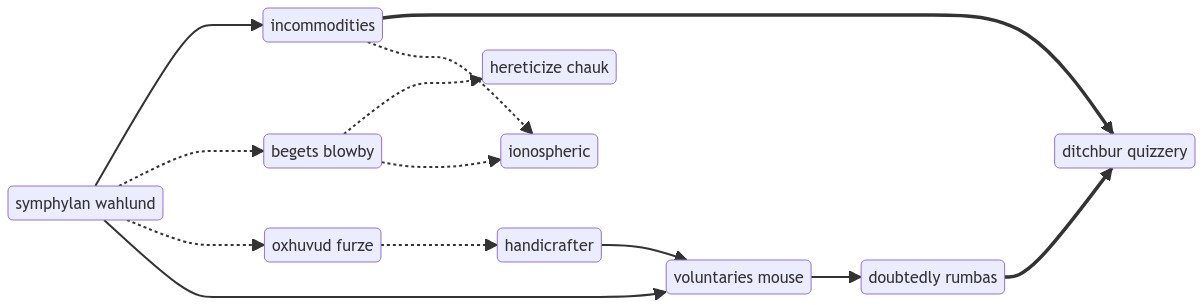 incommodities
hereticize chauk
begets blowby
ionospheric
ditchbur quizzery
symphylan wahlund
oxhuvud furze
handicrafter
voluntaries mouse
doubtedly rumbas